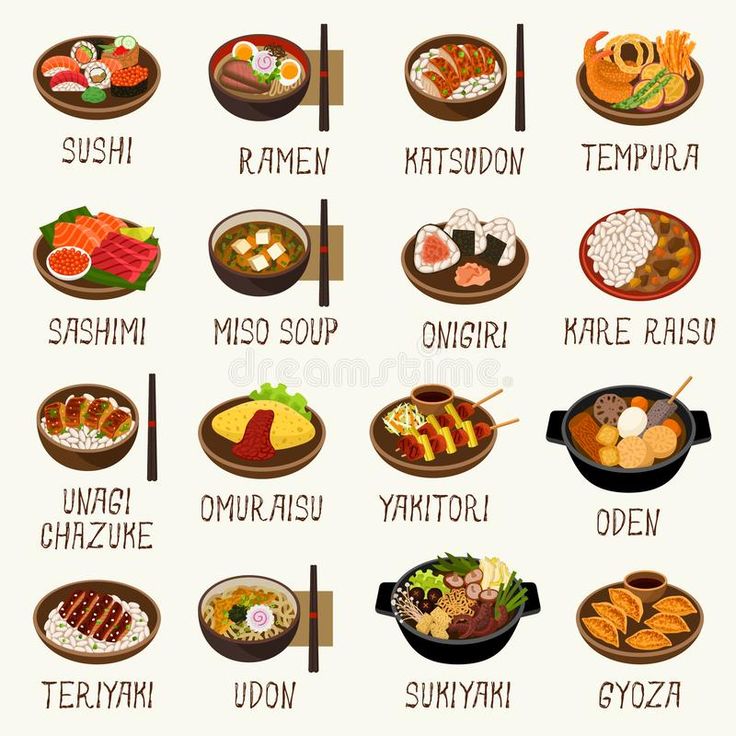 SUSHI
RAMEN
KATSUDON
TEMPURA
SASHIMI
MISO SOUP
ONIGIRI
KARE RAISU
dreamstime.com
UNAGI
CHAZUKE
OMURAISU
YAKITORI
ODEN
TERIYAKI
UDON
SUKIYAKI
GYOZA